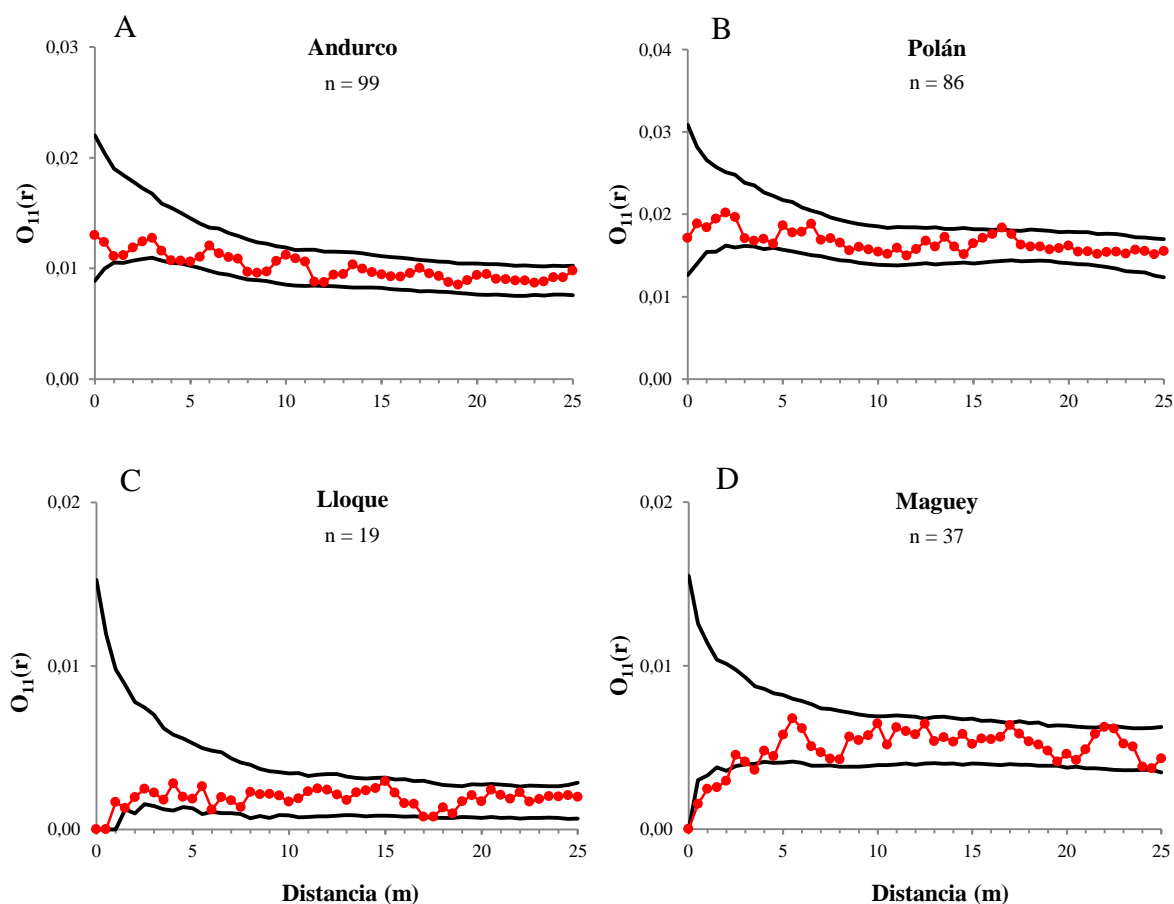 A
Andurco
n = 99
O11(r)
0,03
0,02
0,01
0,00
0 5 10 15 20 25
B
Polán
n = 86
O11(r)
0,04
0,03
0,02
0,01
0,00
0 5 10 15 20 25
C
Lloque
n = 19
O11(r)
0,02
0,01
0,00
0 5 10 15 20 25
Distancia (m)
D
Maguey
n = 37
O11(r)
0,02
0,01
0,00
0 5 10 15 20 25
Distancia (m)